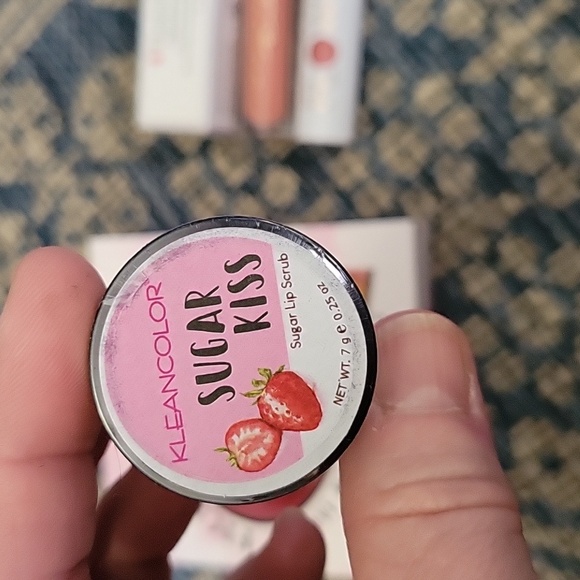 KLEANCOLOR®
SUGAR
KISS
Sugar Lip Scrub
NET WT. 7 g ℮ 0.25 oz.